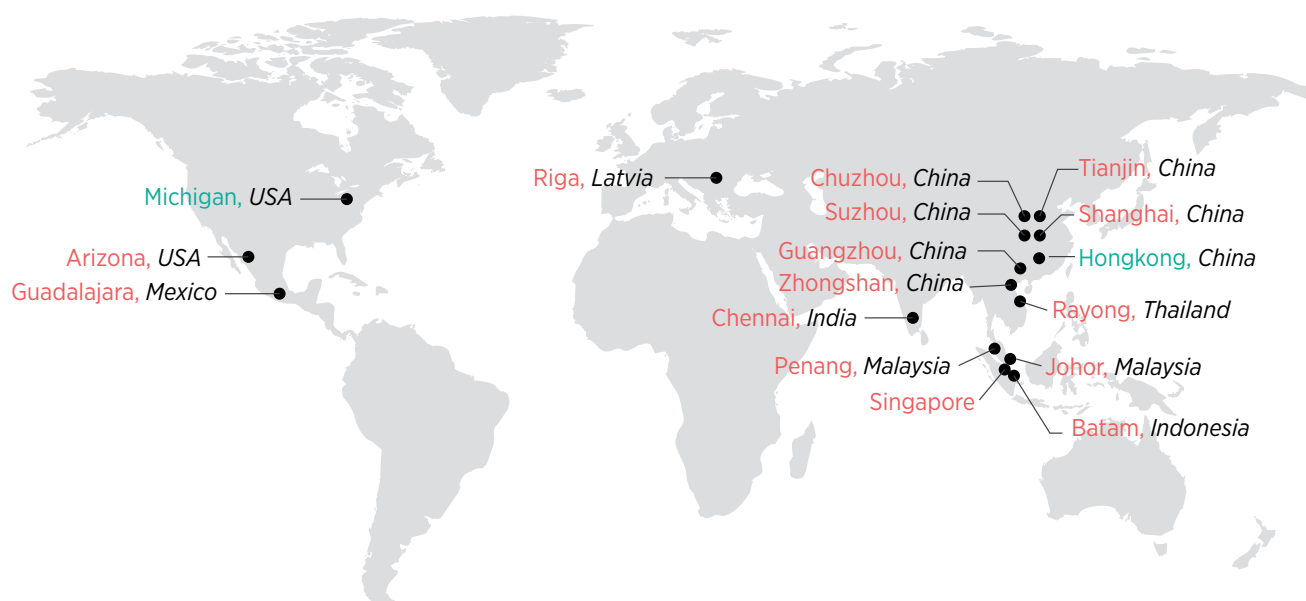 Michigan, USA
Arizona, USA
Guadalajara, Mexico
Riga, Latvia
Chuzhou, China
Tianjin, China
Suzhou, China
Shanghai, China
Guangzhou, China
Hongkong, China
Zhongshan, China
Rayong, Thailand
Chennai, India
Penang, Malaysia
Johor, Malaysia
Singapore
Batam, Indonesia